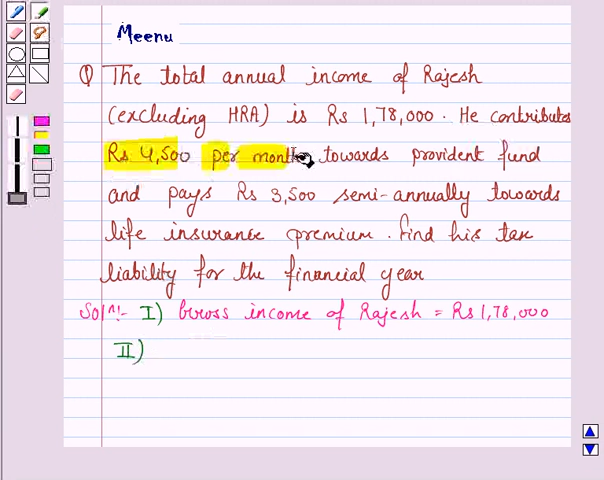 Meenu
Q The total annual income of Rajesh
(excluding HRA) is Rs 1,78,000. He contributes
Rs 4,500 per month towards provident fund
and pays Rs 3,500 semi-annually towards
life insurance premium. Find his tax
liability for the financial year
Solⁿ:- I) Gross income of Rajesh = Rs 1,78,000
II)